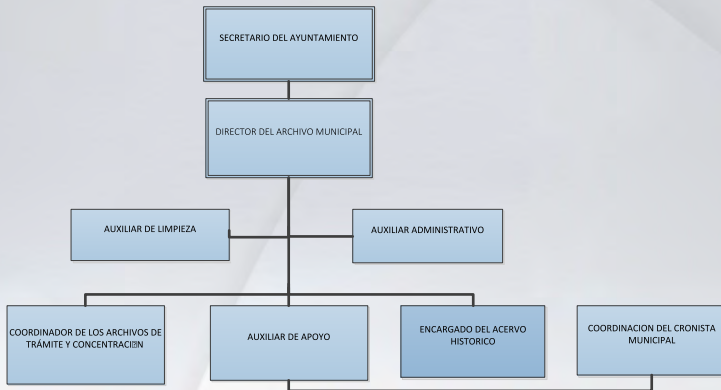 SECRETARIO DEL AYUNTAMIENTO
DIRECTOR DEL ARCHIVO MUNICIPAL
AUXILIAR DE LIMPIEZA
AUXILIAR ADMINISTRATIVO
COORDINADOR DE LOS ARCHIVOS DE
TRÁMITE Y CONCENTRACI⍰N
AUXILIAR DE APOYO
ENCARGADO DEL ACERVO
HISTORICO
COORDINACION DEL CRONISTA
MUNICIPAL